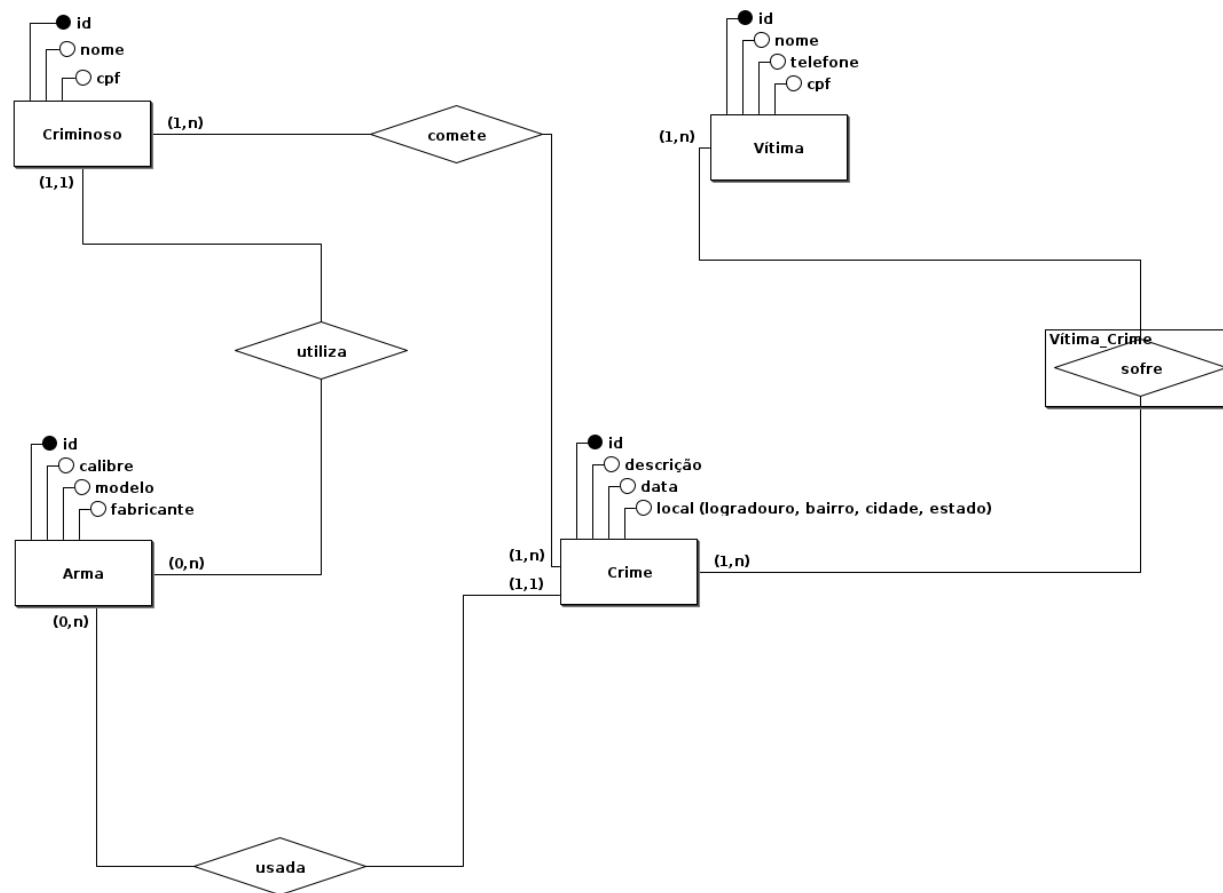 id
nome
cpf
Criminoso
(1,n)
(1,1)
comete
id
nome
telefone
cpf
(1,n)
Vítima
utiliza
Vítima_Crime
sofre
id
calibre
modelo
fabricante
Arma
(0,n)
(0,n)
id
descrição
data
local (logradouro, bairro, cidade, estado)
(1,n)
(1,1)
Crime
(1,n)
usada